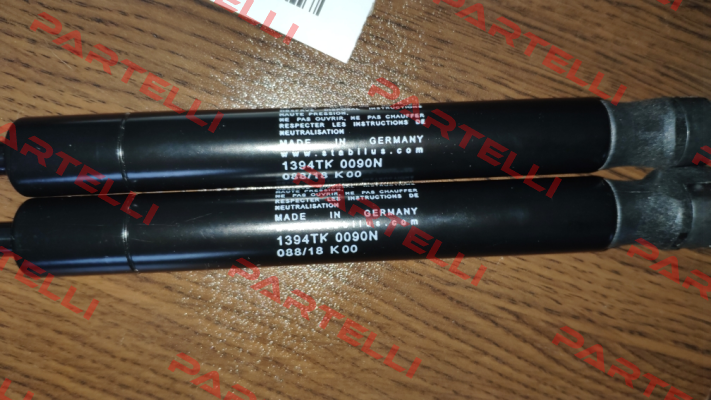 HAUTE PRESSION,
NE PAS OUVRIR, NE PAS CHAUFFER
RESPECTER LES INSTRUCTIONS DE
NEUTRALISATION
MADE IN GERMANY
www.stabilus.com
1394TK 0090N
088/18 K00
HAUTE PRESSION,
NE PAS OUVRIR, NE PAS CHAUFFER
RESPECTER LES INSTRUCTIONS DE
NEUTRALISATION
MADE IN GERMANY
1394TK 0090N
088/18 K00
PARTELLI
PARTELLI
PARTELLI
PARTELLI
PARTELLI